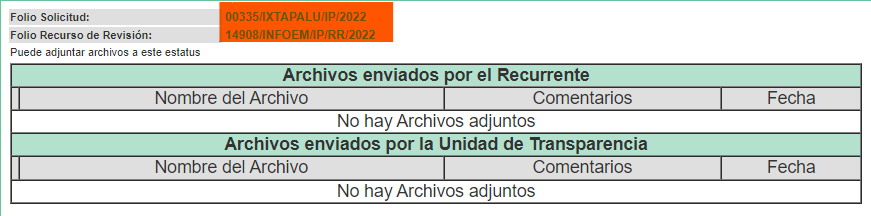 Folio Solicitud: 00335/IXTAPALU/IP/2022
Folio Recurso de Revisión: 14908/INFOEM/IP/RR/2022
Puede adjuntar archivos a este estatus
Archivos enviados por el Recurrente
Nombre del Archivo Comentarios Fecha
No hay Archivos adjuntos
Archivos enviados por la Unidad de Transparencia
Nombre del Archivo Comentarios Fecha
No hay Archivos adjuntos